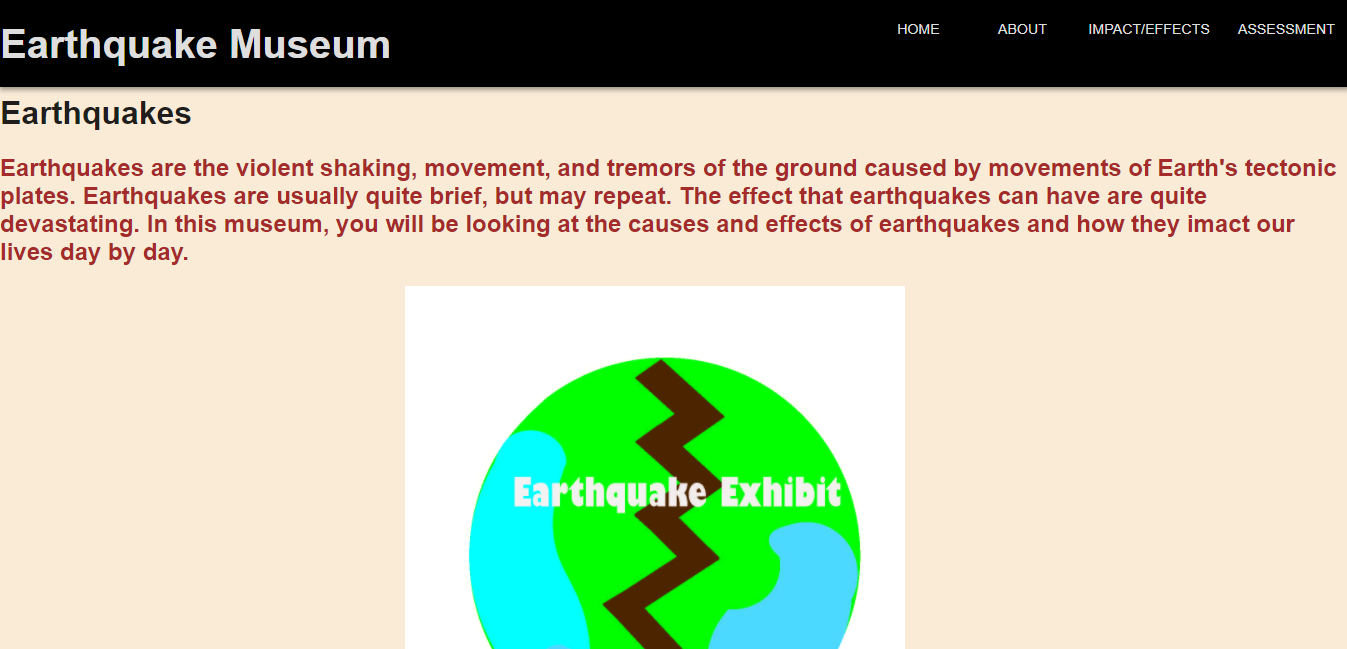 Earthquake Museum
HOME ABOUT IMPACT/EFFECTS ASSESSMENT
Earthquakes
Earthquakes are the violent shaking, movement, and tremors of the ground caused by movements of Earth's tectonic
plates. Earthquakes are usually quite brief, but may repeat. The effect that earthquakes can have are quite
devastating. In this museum, you will be looking at the causes and effects of earthquakes and how they imact our
lives day by day.
Earthquake Exhibit